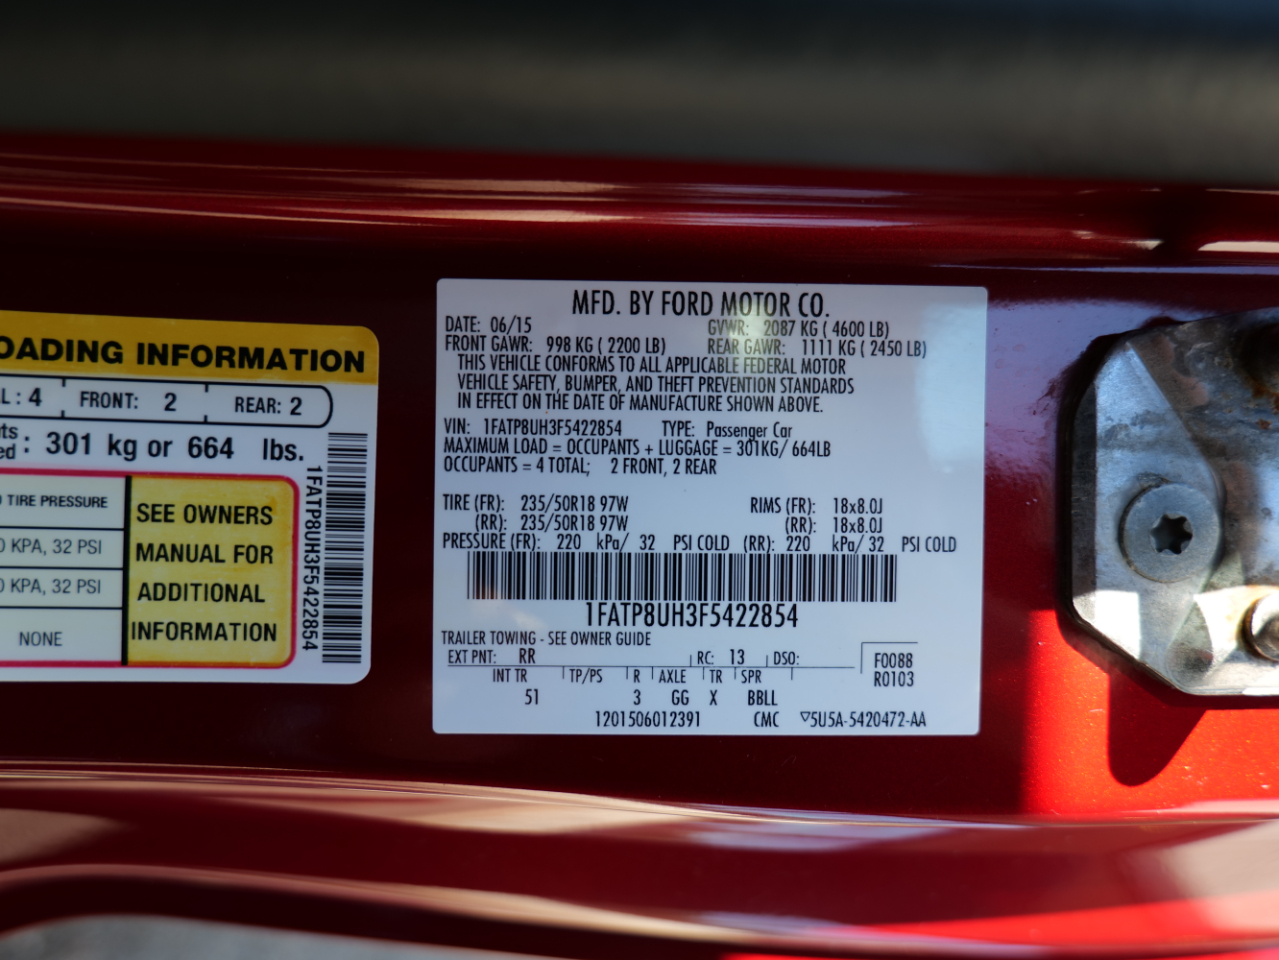 OADING INFORMATION
L : 4 FRONT: 2 REAR: 2
: 301 kg or 664 lbs.
TIRE PRESSURE
KPA, 32 PSI
KPA, 32 PSI
NONE
SEE OWNERS
MANUAL FOR
ADDITIONAL
INFORMATION
1FATP8UH3F5422854
MFD. BY FORD MOTOR CO.
DATE: 06/15 GVWR: 2087 KG ( 4600 LB)
FRONT GAWR: 998 KG ( 2200 LB) REAR GAWR: 1111 KG ( 2450 LB)
THIS VEHICLE CONFORMS TO ALL APPLICABLE FEDERAL MOTOR
VEHICLE SAFETY, BUMPER, AND THEFT PREVENTION STANDARDS
IN EFFECT ON THE DATE OF MANUFACTURE SHOWN ABOVE.
VIN: 1FATP8UH3F5422854 TYPE: Passenger Car
MAXIMUM LOAD = OCCUPANTS + LUGGAGE = 301KG/ 664LB
OCCUPANTS = 4 TOTAL; 2 FRONT, 2 REAR
TIRE (FR): 235/50R18 97W RIMS (FR): 18x8.0J
(RR): 235/50R18 97W (RR): 18x8.0J
PRESSURE (FR): 220 kPa/ 32 PSI COLD (RR): 220 kPa/ 32 PSI COLD
1FATP8UH3F5422854
TRAILER TOWING - SEE OWNER GUIDE
EXT PNT: RR RC: 13 DSO: F0088
R0103
INT TR TP/PS R AXLE TR SPR
51 3 GG X BBLL
1201506012391 CMC ▽5U5A-5420472-AA